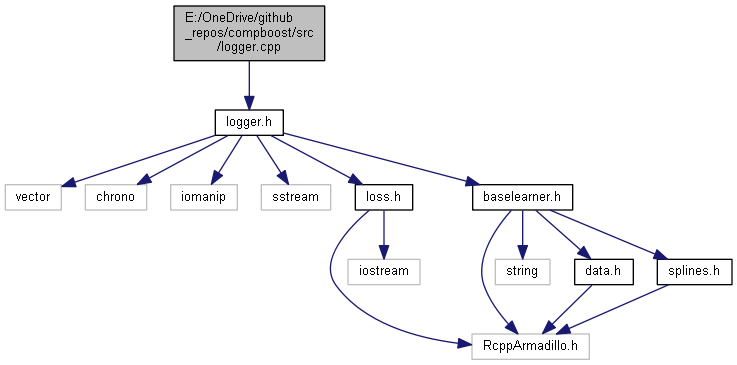 E:/OneDrive/github
_repos/compboost/src
/logger.cpp
logger.h
vector
chrono
iomanip
sstream
loss.h
baselearner.h
iostream
string
data.h
splines.h
RcppArmadillo.h